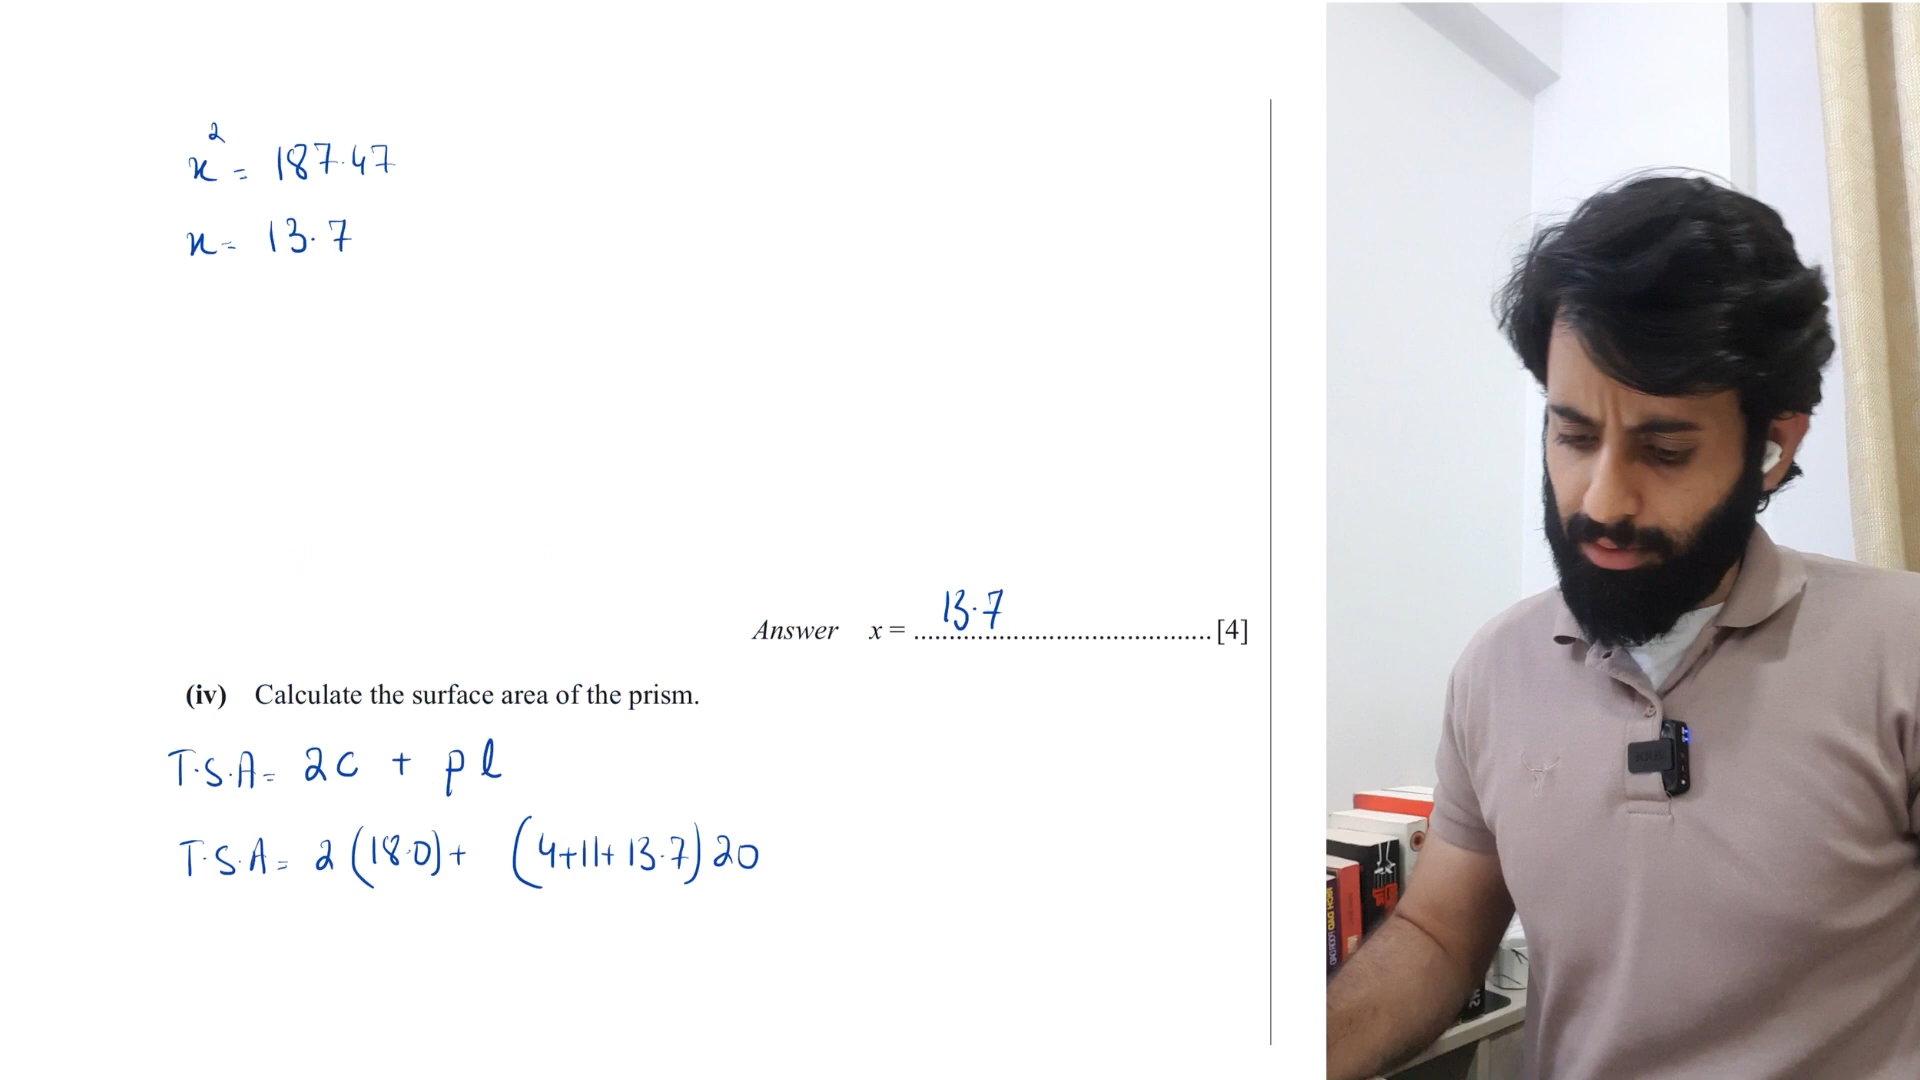 x² = 187.47
x = 13.7
Answer x = 13.7 [4]
(iv) Calculate the surface area of the prism.
T.S.A = 2c + pl
T.S.A = 2(18.0) + (4+11+13.7)20